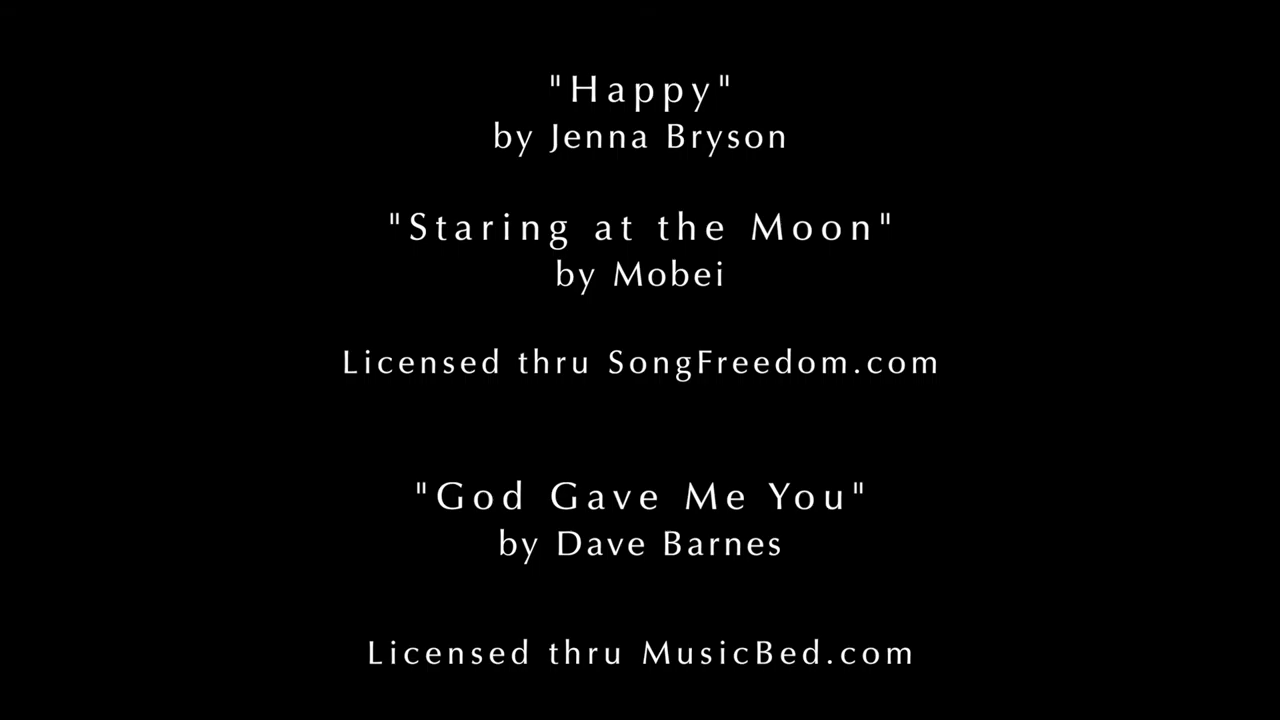 "Happy"
by Jenna Bryson
"Staring at the Moon"
by Mobei
Licensed thru SongFreedom.com
"God Gave Me You"
by Dave Barnes
Licensed thru MusicBed.com